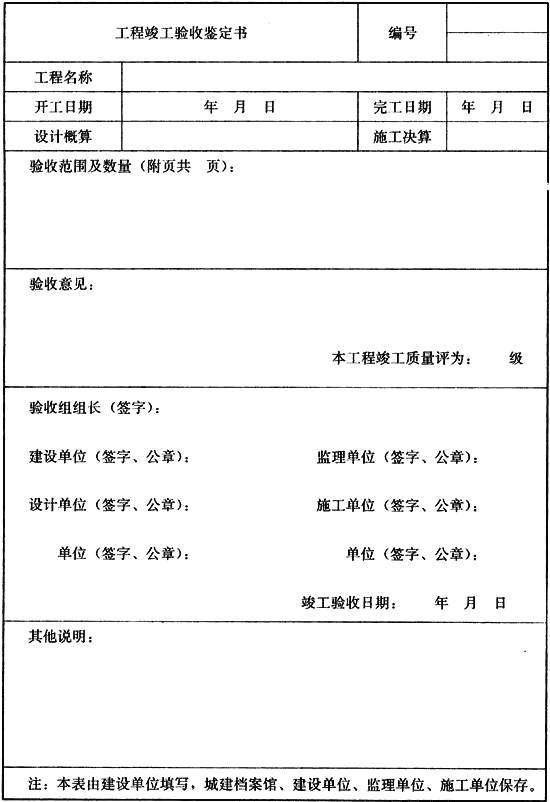 工程竣工验收鉴定书 编号
工程名称
开工日期 年 月 日 完工日期 年 月 日
设计概算 施工决算
验收范围及数量（附页共 页）：
验收意见：
本工程竣工质量评为： 级
验收组组长（签字）：
建设单位（签字、公章）： 监理单位（签字、公章）：
设计单位（签字、公章）： 施工单位（签字、公章）：
单位（签字、公章）： 单位（签字、公章）：
竣工验收日期： 年 月 日
其他说明：
注：本表由建设单位填写，城建档案馆、建设单位、监理单位、施工单位保存。